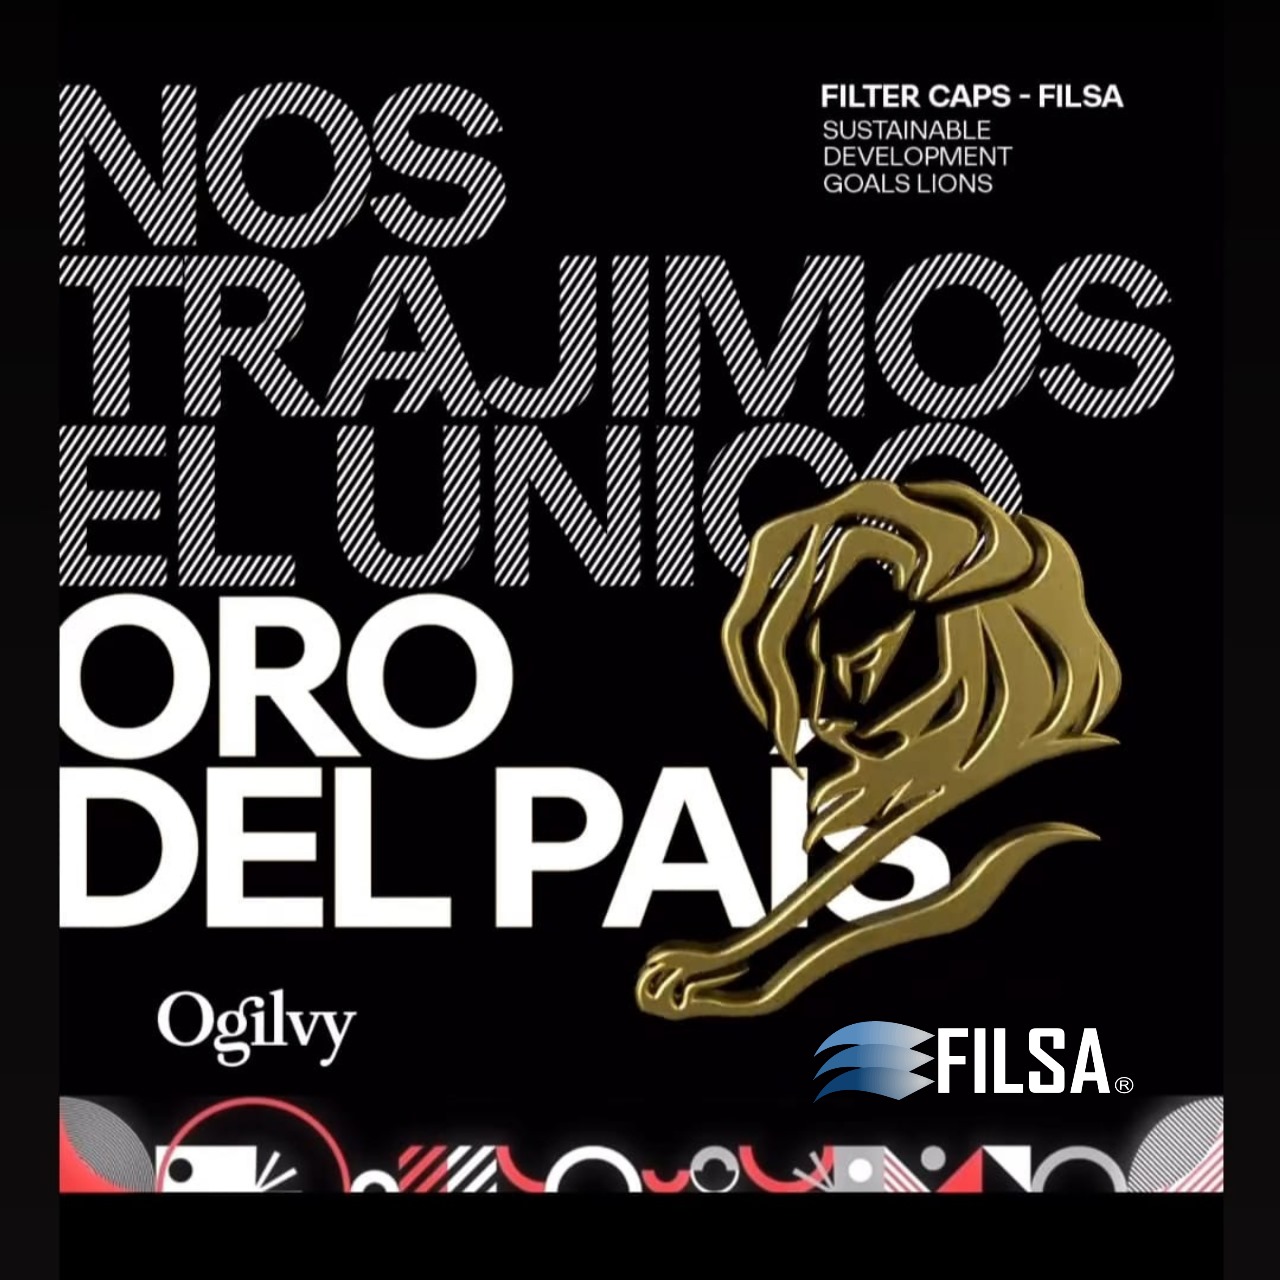 NOS
TRAJIMOS
EL ÚNICO
ORO
DEL PAÍS
FILTER CAPS - FILSA
SUSTAINABLE
DEVELOPMENT
GOALS LIONS
Ogilvy
FILSA®